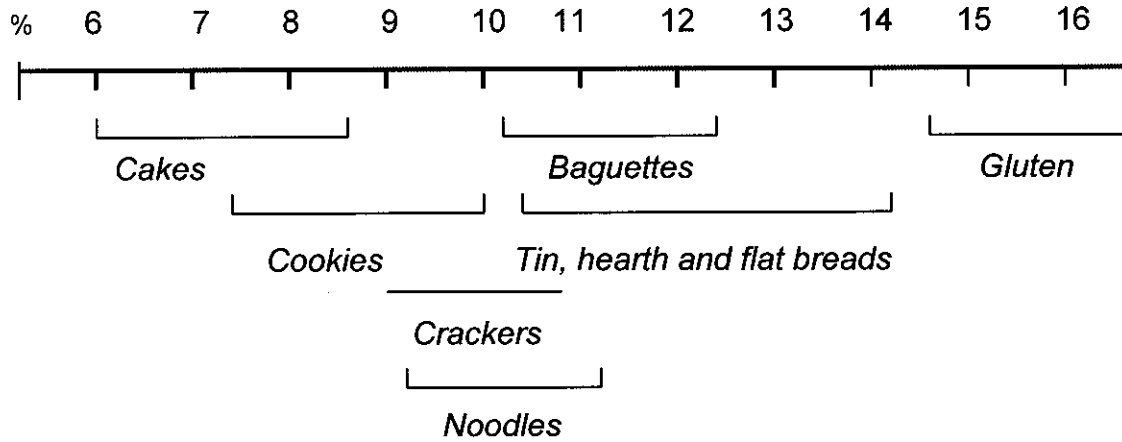 % 6 7 8 9 10 11 12 13 14 15 16
Cakes Baguettes Gluten
Cookies Tin, hearth and flat breads
Crackers
Noodles